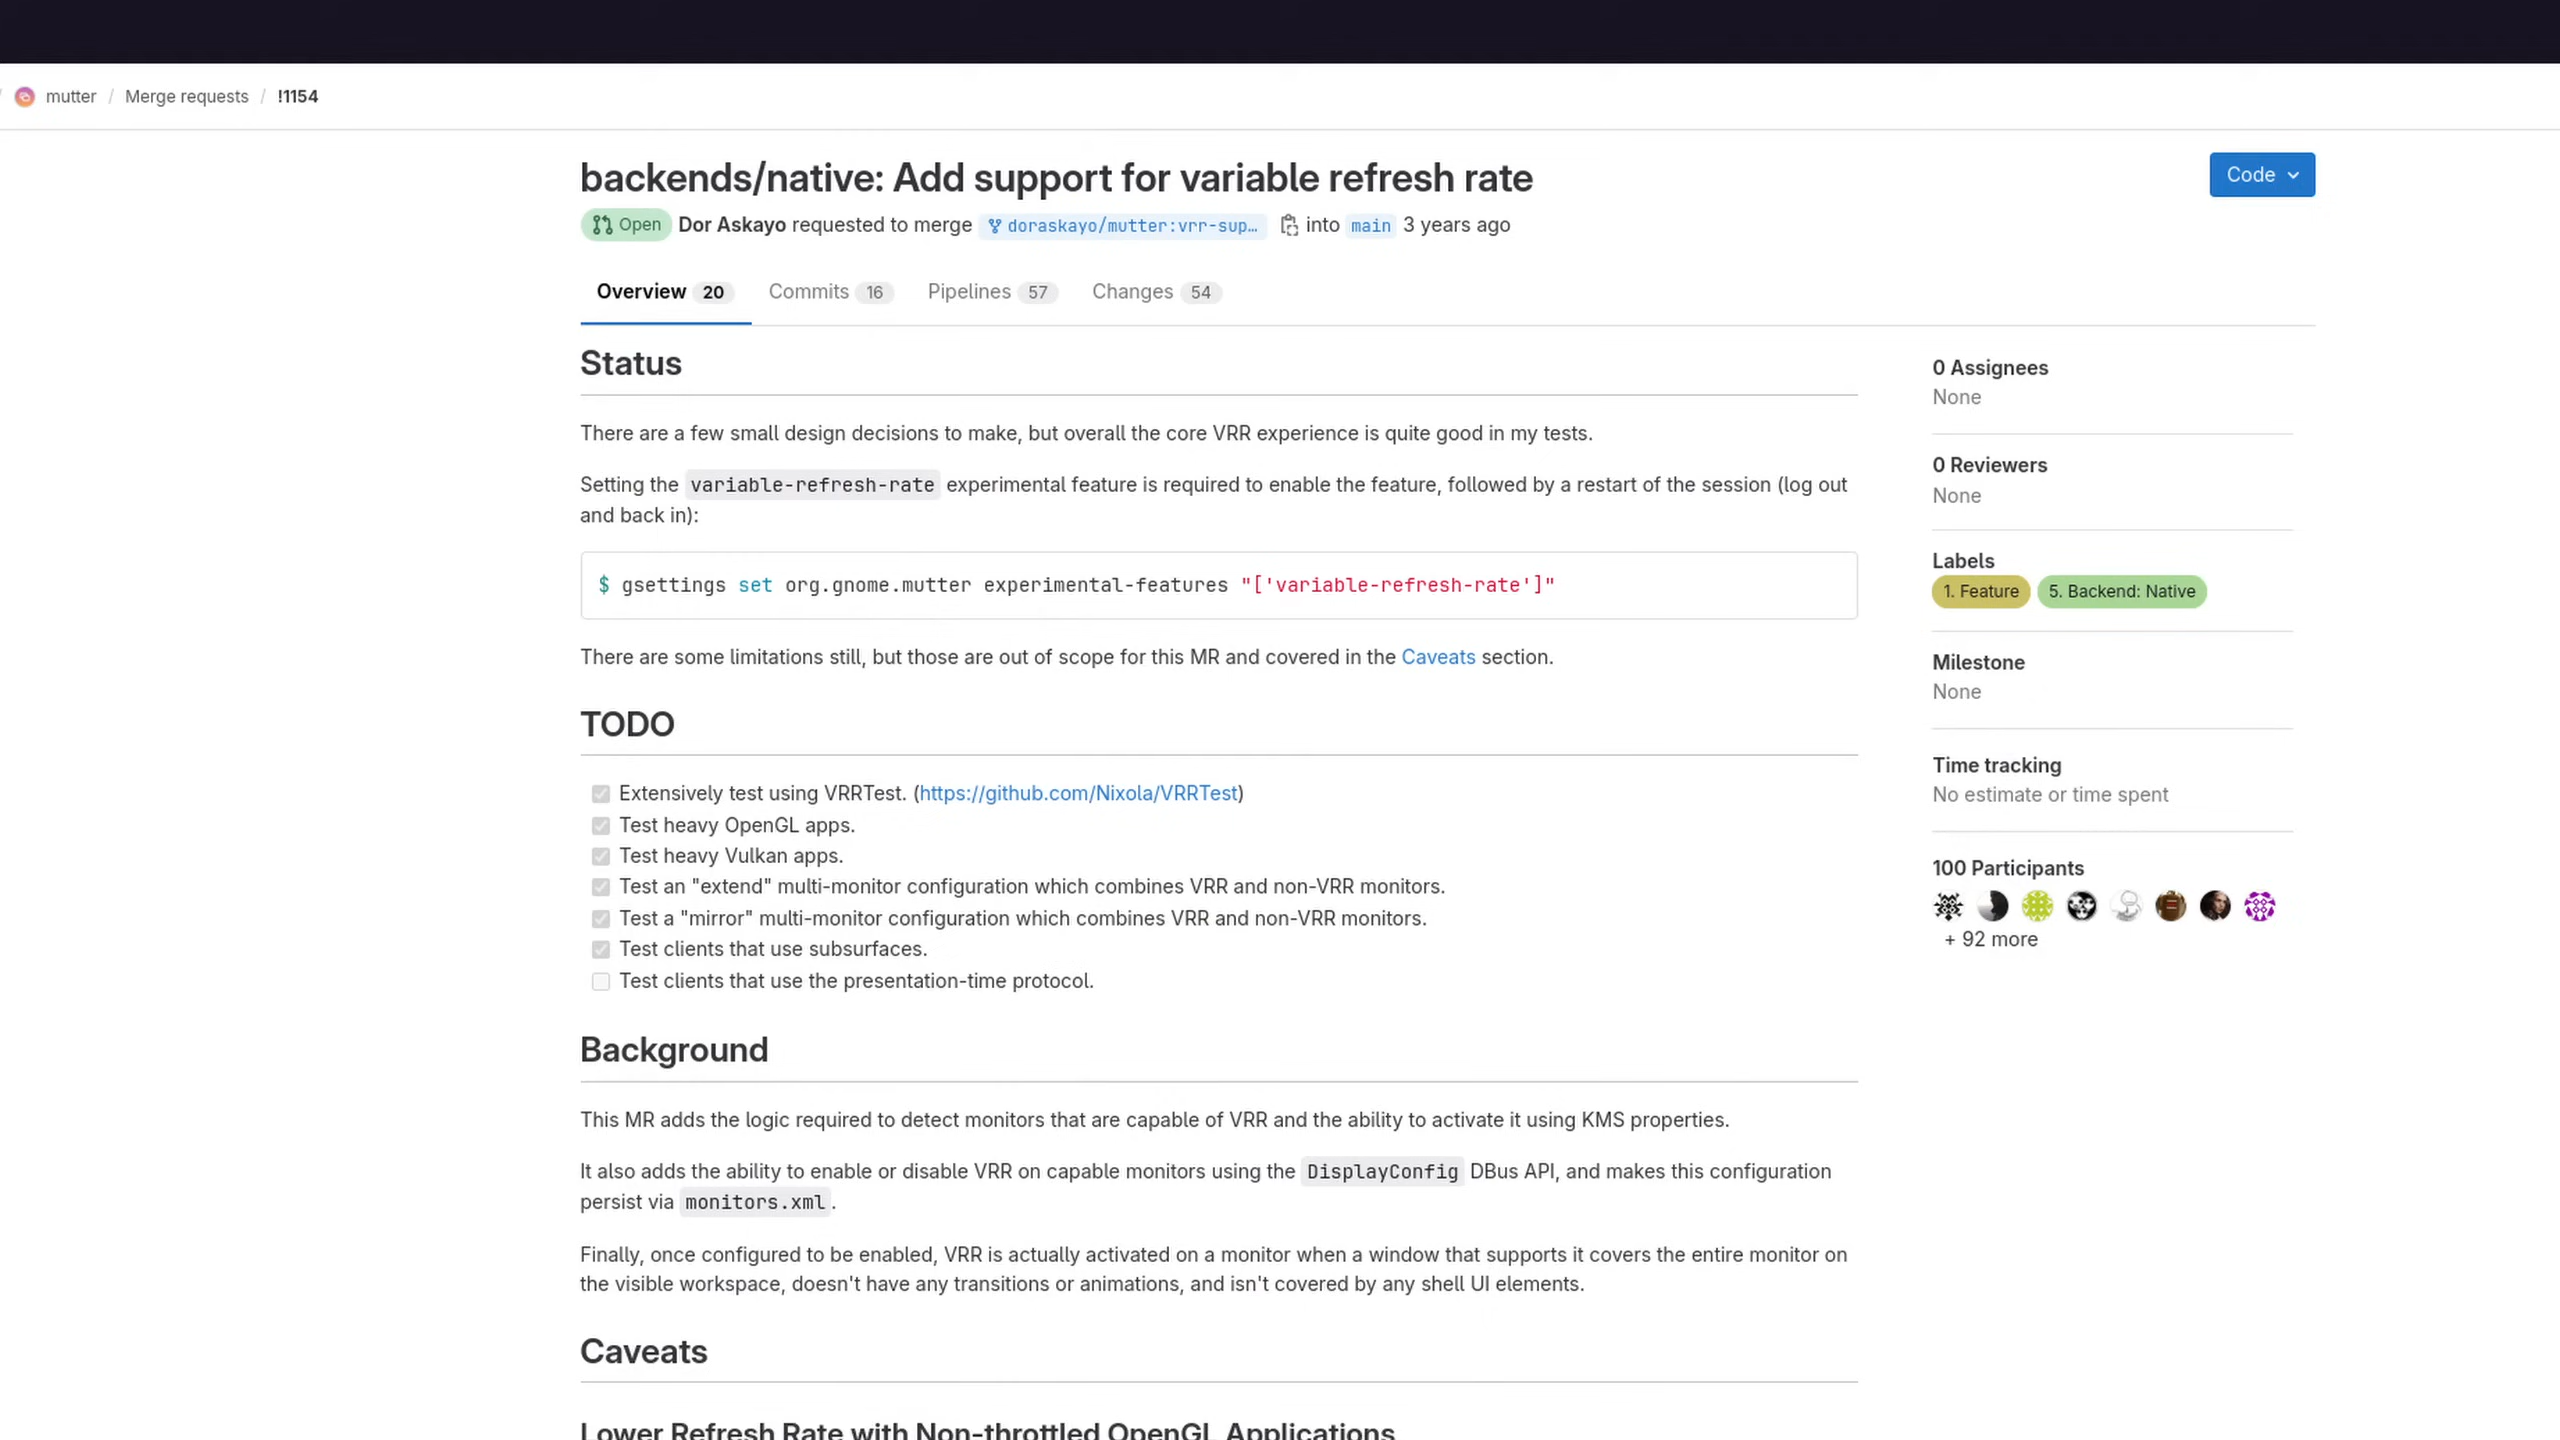 / mutter / Merge requests / !1154
backends/native: Add support for variable refresh rate
Code
Open Dor Askayo requested to merge doraskayo/mutter:vrr-sup… into main 3 years ago
Overview 20 Commits 16 Pipelines 57 Changes 54
Status
There are a few small design decisions to make, but overall the core VRR experience is quite good in my tests.
Setting the variable-refresh-rate experimental feature is required to enable the feature, followed by a restart of the session (log out
and back in):
$ gsettings set org.gnome.mutter experimental-features "['variable-refresh-rate']"
There are some limitations still, but those are out of scope for this MR and covered in the Caveats section.
TODO
Extensively test using VRRTest. (https://github.com/Nixola/VRRTest)
Test heavy OpenGL apps.
Test heavy Vulkan apps.
Test an "extend" multi-monitor configuration which combines VRR and non-VRR monitors.
Test a "mirror" multi-monitor configuration which combines VRR and non-VRR monitors.
Test clients that use subsurfaces.
Test clients that use the presentation-time protocol.
Background
This MR adds the logic required to detect monitors that are capable of VRR and the ability to activate it using KMS properties.
It also adds the ability to enable or disable VRR on capable monitors using the DisplayConfig DBus API, and makes this configuration
persist via monitors.xml.
Finally, once configured to be enabled, VRR is actually activated on a monitor when a window that supports it covers the entire monitor on
the visible workspace, doesn't have any transitions or animations, and isn't covered by any shell UI elements.
Caveats
Lower Refresh Rate with Non-throttled OpenGL Applications
0 Assignees
None
0 Reviewers
None
Labels
1. Feature 5. Backend: Native
Milestone
None
Time tracking
No estimate or time spent
100 Participants
+ 92 more